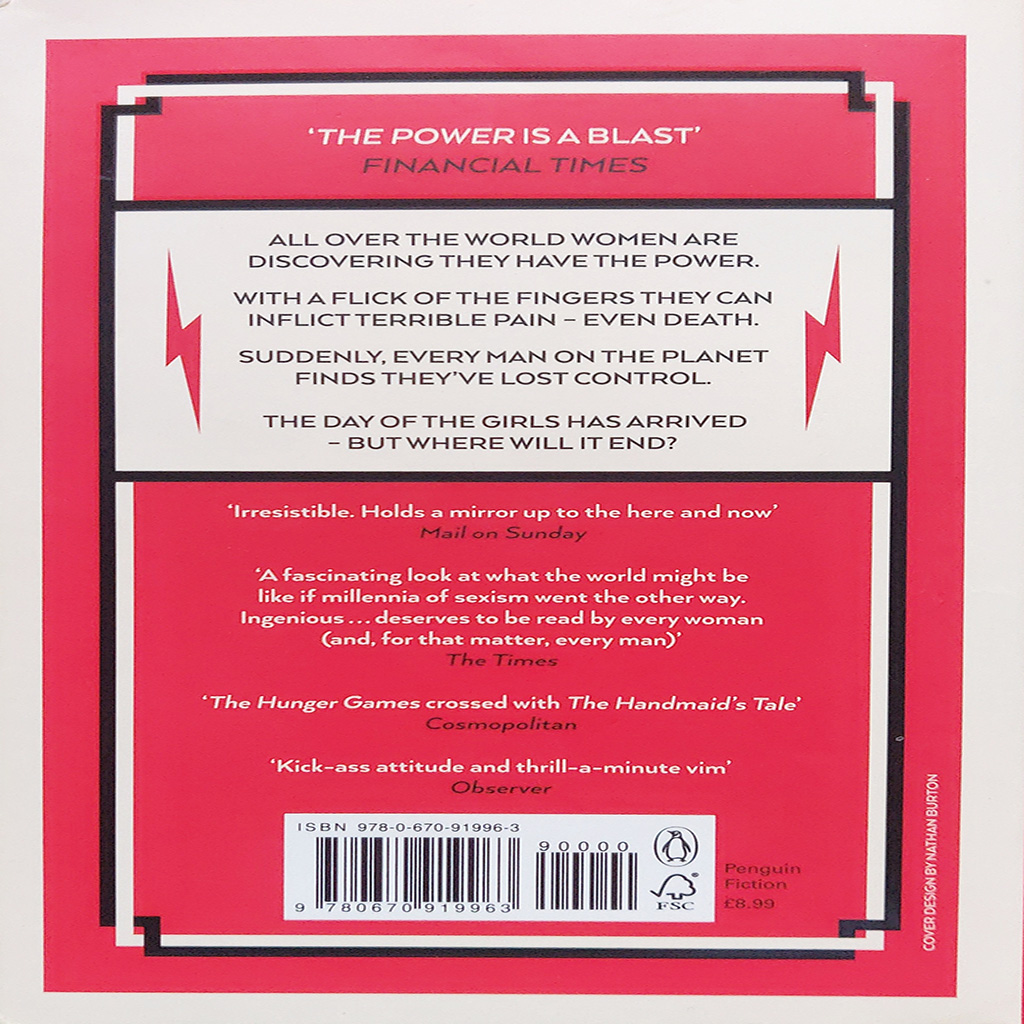 ‘THE POWER IS A BLAST’
FINANCIAL TIMES
ALL OVER THE WORLD WOMEN ARE
DISCOVERING THEY HAVE THE POWER.
WITH A FLICK OF THE FINGERS THEY CAN
INFLICT TERRIBLE PAIN – EVEN DEATH.
SUDDENLY, EVERY MAN ON THE PLANET
FINDS THEY’VE LOST CONTROL.
THE DAY OF THE GIRLS HAS ARRIVED
– BUT WHERE WILL IT END?
‘Irresistible. Holds a mirror up to the here and now’
Mail on Sunday
‘A fascinating look at what the world might be
like if millennia of sexism went the other way.
Ingenious ... deserves to be read by every woman
(and, for that matter, every man)’
The Times
‘The Hunger Games crossed with The Handmaid’s Tale’
Cosmopolitan
‘Kick-ass attitude and thrill-a-minute vim’
Observer
ISBN 978-0-670-91996-3
90000
9 780670 919963
FSC®
Penguin
Fiction
£8.99
COVER DESIGN BY NATHAN BURTON